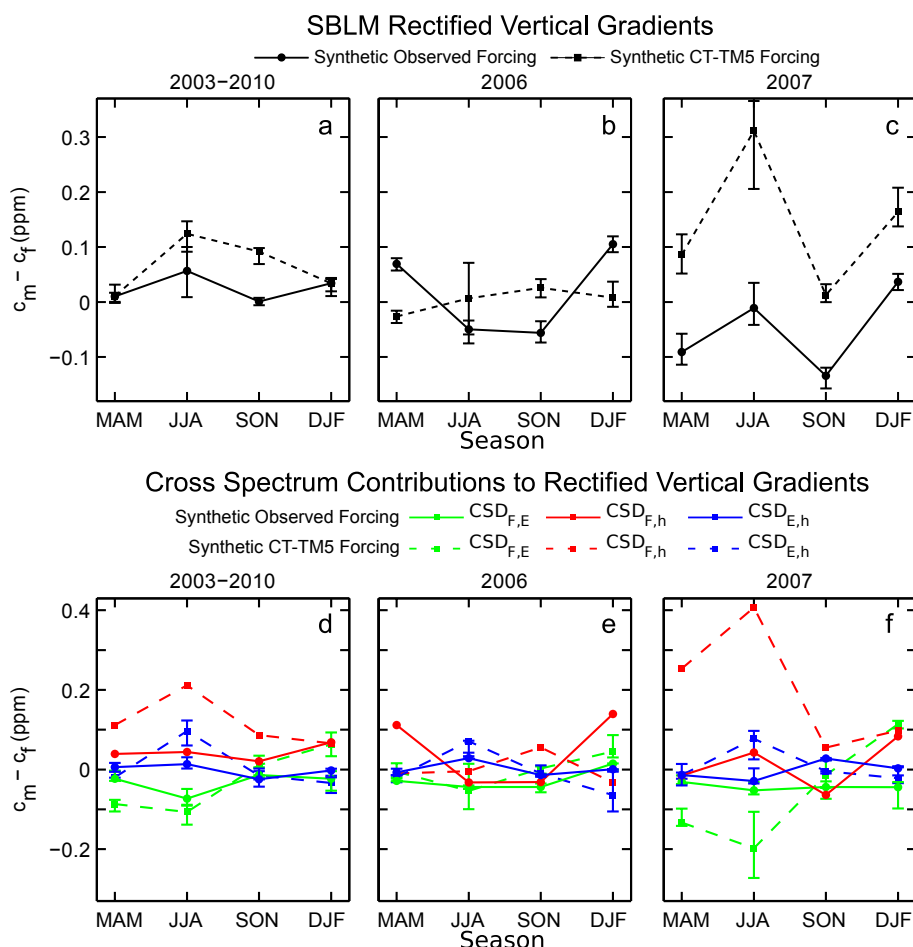 SBLM Rectified Vertical Gradients
Synthetic Observed Forcing Synthetic CT-TM5 Forcing
2003−2010 2006 2007
a b c
0.3
0.2
0.1
0
−0.1
c_m − c_f (ppm)
MAM JJA SON DJF MAM JJA SON DJF MAM JJA SON DJF
Season
Cross Spectrum Contributions to Rectified Vertical Gradients
Synthetic Observed Forcing CSD_F,E CSD_F,h CSD_E,h
Synthetic CT-TM5 Forcing CSD_F,E CSD_F,h CSD_E,h
2003−2010 2006 2007
d e f
0.4
0.2
0
−0.2
c_m − c_f (ppm)
MAM JJA SON DJF MAM JJA SON DJF MAM JJA SON DJF
Season